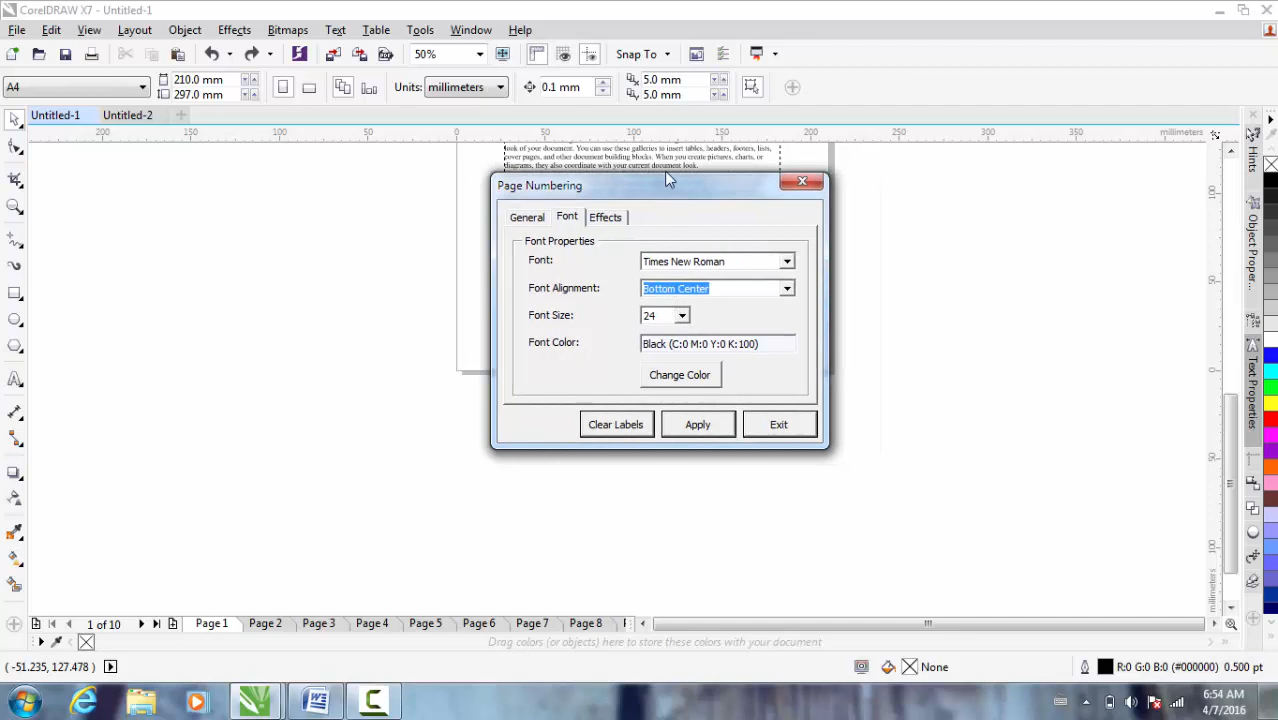 CorelDRAW X7 - Untitled-1
File Edit View Layout Object Effects Bitmaps Text Table Tools Window Help
50% Snap To
A4 210.0 mm 297.0 mm Units: millimeters 0.1 mm 5.0 mm 5.0 mm
Untitled-1 Untitled-2
200 150 100 50 0 50 100 150 200 250 300 350 millimeters
look of your document. You can use these galleries to insert tables, headers, footers, lists,
cover pages, and other document building blocks. When you create pictures, charts, or
diagrams, they also coordinate with your current document look.
Page Numbering
General Font Effects
Font Properties
Font: Times New Roman
Font Alignment: Bottom Center
Font Size: 24
Font Color: Black (C:0 M:0 Y:0 K:100)
Change Color
Clear Labels Apply Exit
Hints
Object Proper...
Text Properties
100
50
0
50
100
millimeters
1 of 10 Page 1 Page 2 Page 3 Page 4 Page 5 Page 6 Page 7 Page 8
Drag colors (or objects) here to store these colors with your document
( -51.235, 127.478 ) None R:0 G:0 B:0 (#000000) 0.500 pt
6:54 AM
4/7/2016